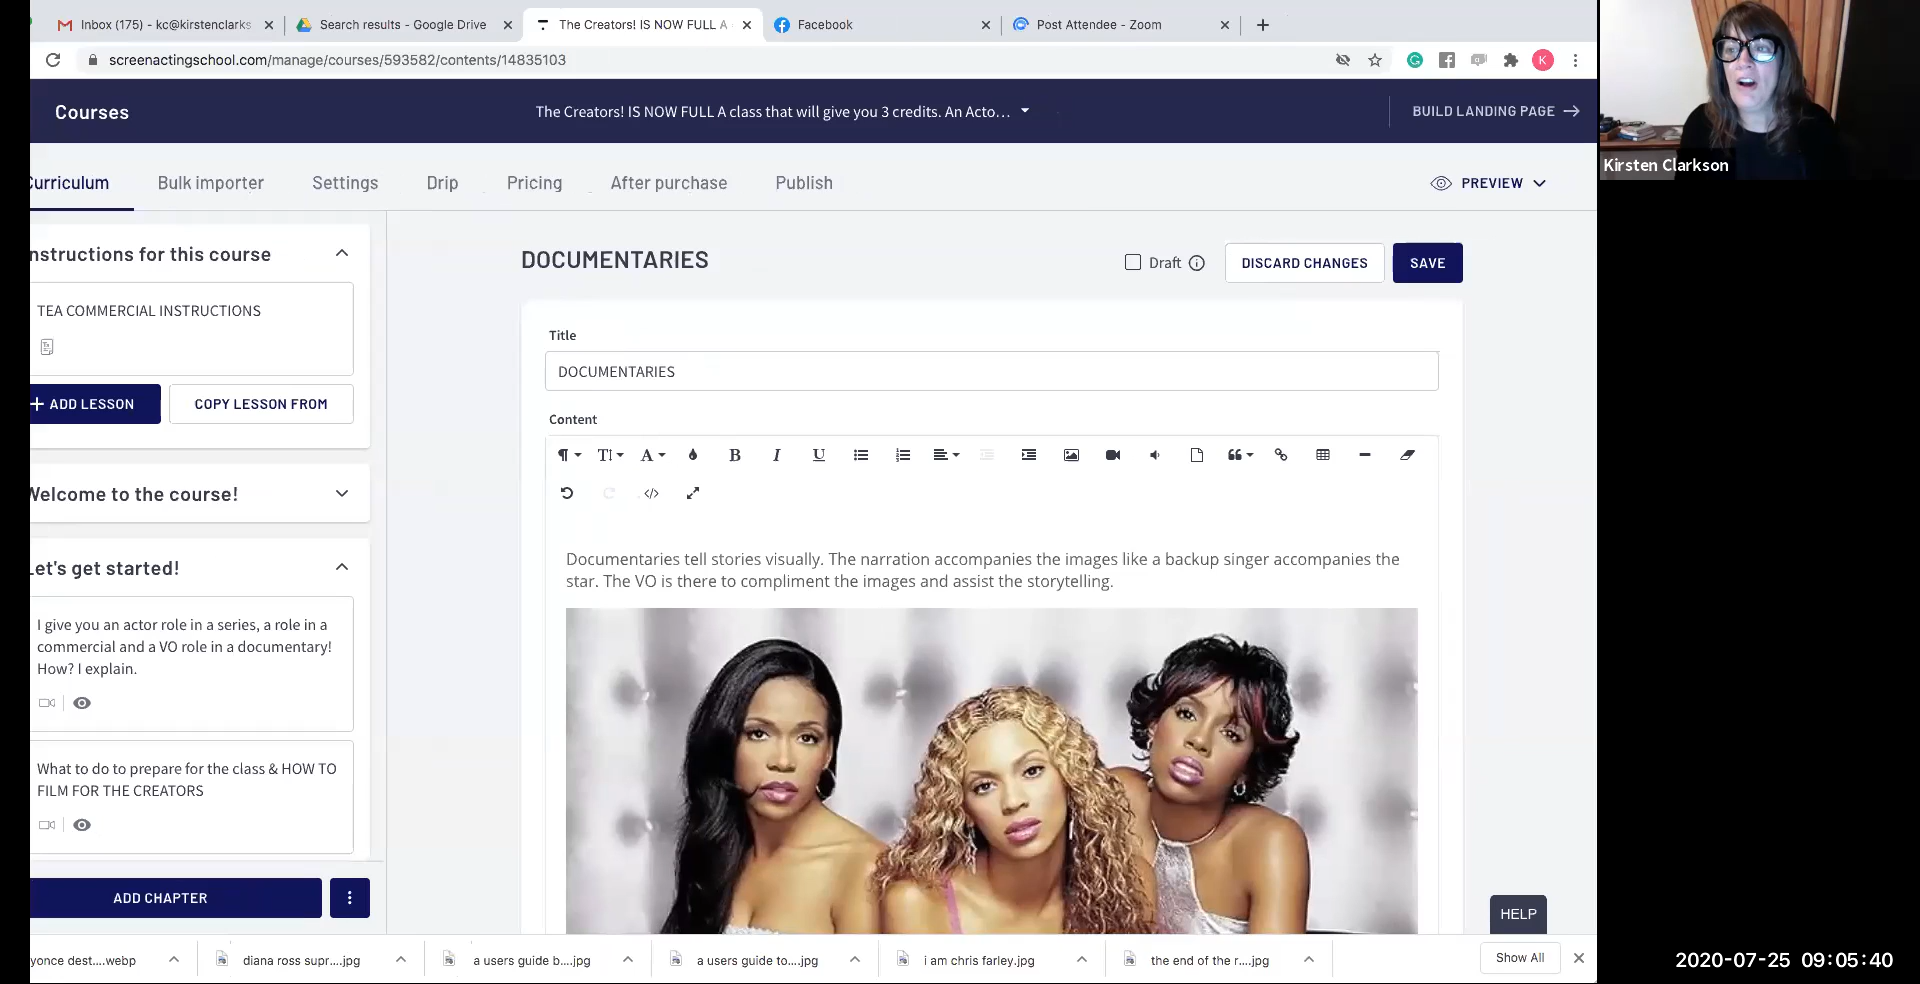 Inbox (175) - kc@kirstenclarks
Search results - Google Drive
The Creators! IS NOW FULL A
Facebook
Post Attendee - Zoom
screenactingschool.com/manage/courses/593582/contents/14835103
K
Courses
The Creators! IS NOW FULL A class that will give you 3 credits. An Acto...
BUILD LANDING PAGE
Curriculum
Bulk importer
Settings
Drip
Pricing
After purchase
Publish
PREVIEW
nstructions for this course
TEA COMMERCIAL INSTRUCTIONS
ADD LESSON
COPY LESSON FROM
Welcome to the course!
Let's get started!
I give you an actor role in a series, a role in a
commercial and a VO role in a documentary!
How? I explain.
What to do to prepare for the class & HOW TO
FILM FOR THE CREATORS
ADD CHAPTER
DOCUMENTARIES
Draft
DISCARD CHANGES
SAVE
Title
DOCUMENTARIES
Content
Documentaries tell stories visually. The narration accompanies the images like a backup singer accompanies the
star. The VO is there to compliment the images and assist the storytelling.
HELP
yonce dest....webp
diana ross supr....jpg
a users guide b....jpg
a users guide to....jpg
i am chris farley.jpg
the end of the r....jpg
Show All
Kirsten Clarkson
2020-07-25 09:05:40